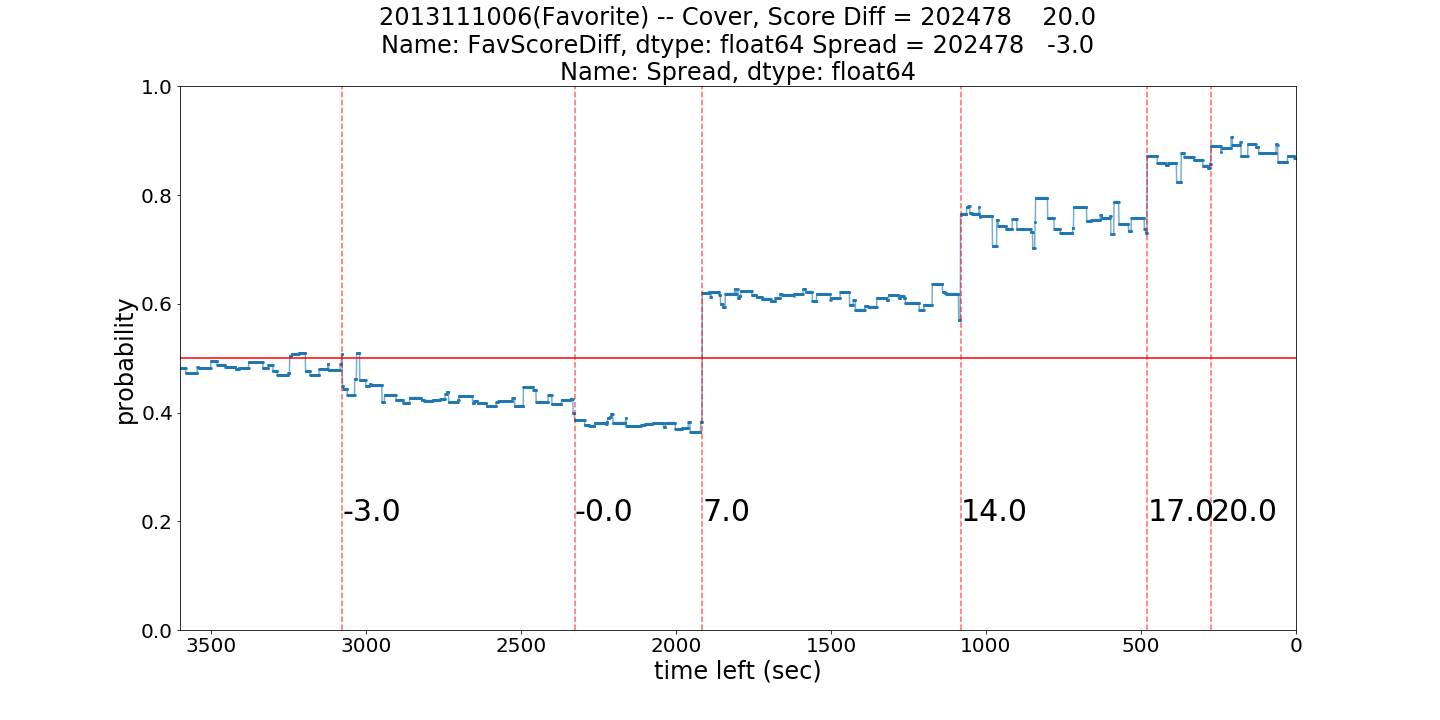 2013111006(Favorite) -- Cover, Score Diff = 202478    20.0
Name: FavScoreDiff, dtype: float64 Spread = 202478   -3.0
Name: Spread, dtype: float64
1.0
0.8
0.6
0.4
0.2
0.0
probability
-3.0 -0.0 7.0 14.0 17.0 20.0
3500 3000 2500 2000 1500 1000 500 0
time left (sec)